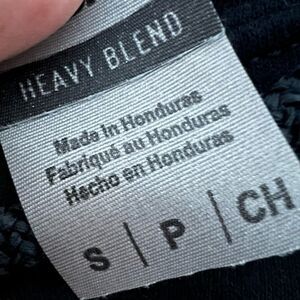 HEAVY BLEND
Made in Honduras
Fabriqué au Honduras
Hecho en Honduras
S | P | CH